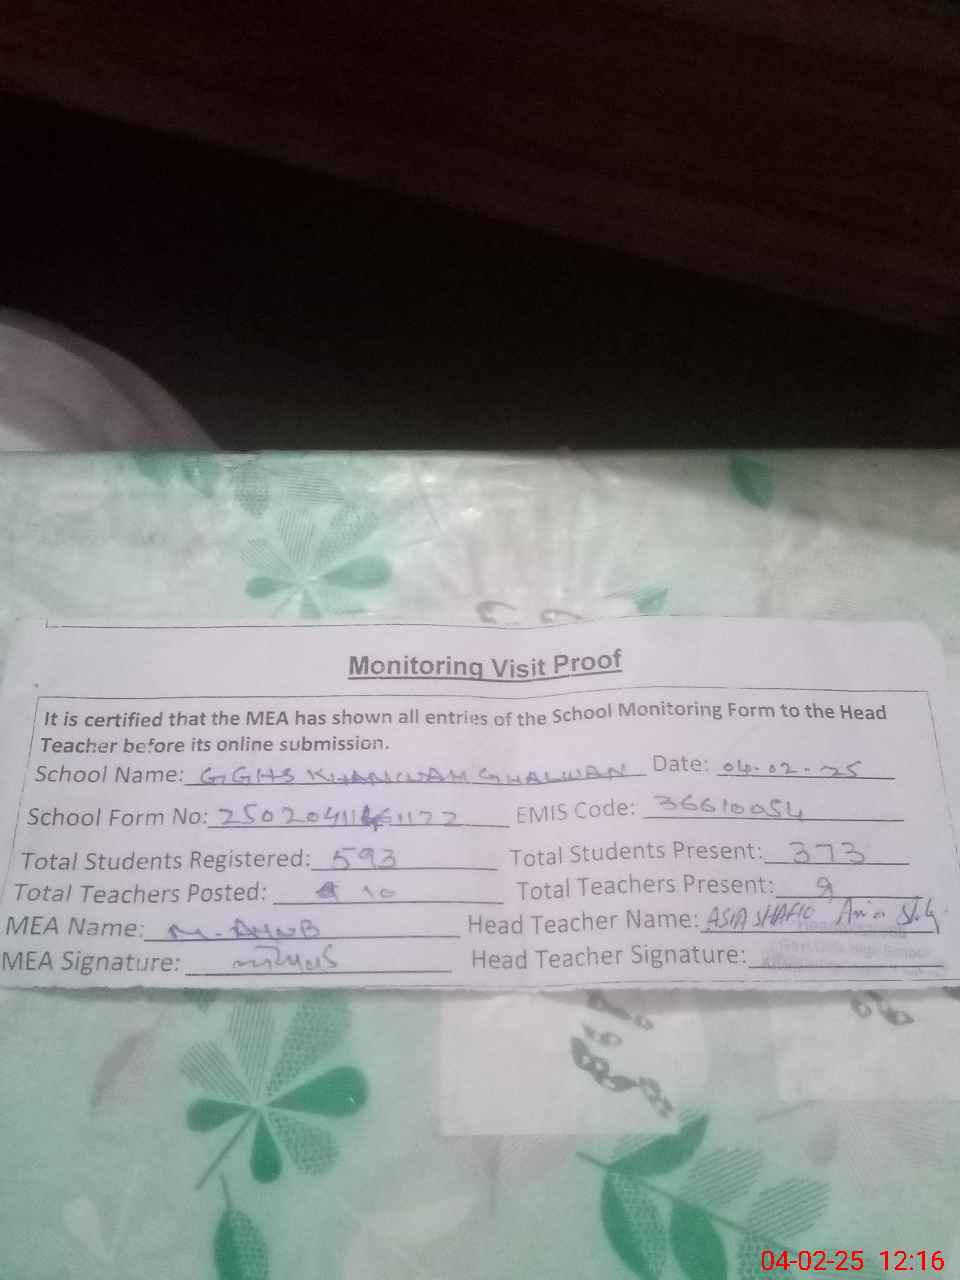 Monitoring Visit Proof
It is certified that the MEA has shown all entries of the School Monitoring Form to the Head
Teacher before its online submission.
School Name: GGHS KHANWAH GHALWAN Date: 04-02-25
School Form No: EMIS Code: 36610054
Total Students Registered: 593 Total Students Present: 373
Total Teachers Posted: 10 Total Teachers Present: 9
MEA Name: Head Teacher Name: ASIA SHAFIQ
MEA Signature: Head Teacher Signature:
04-02-25 12:16